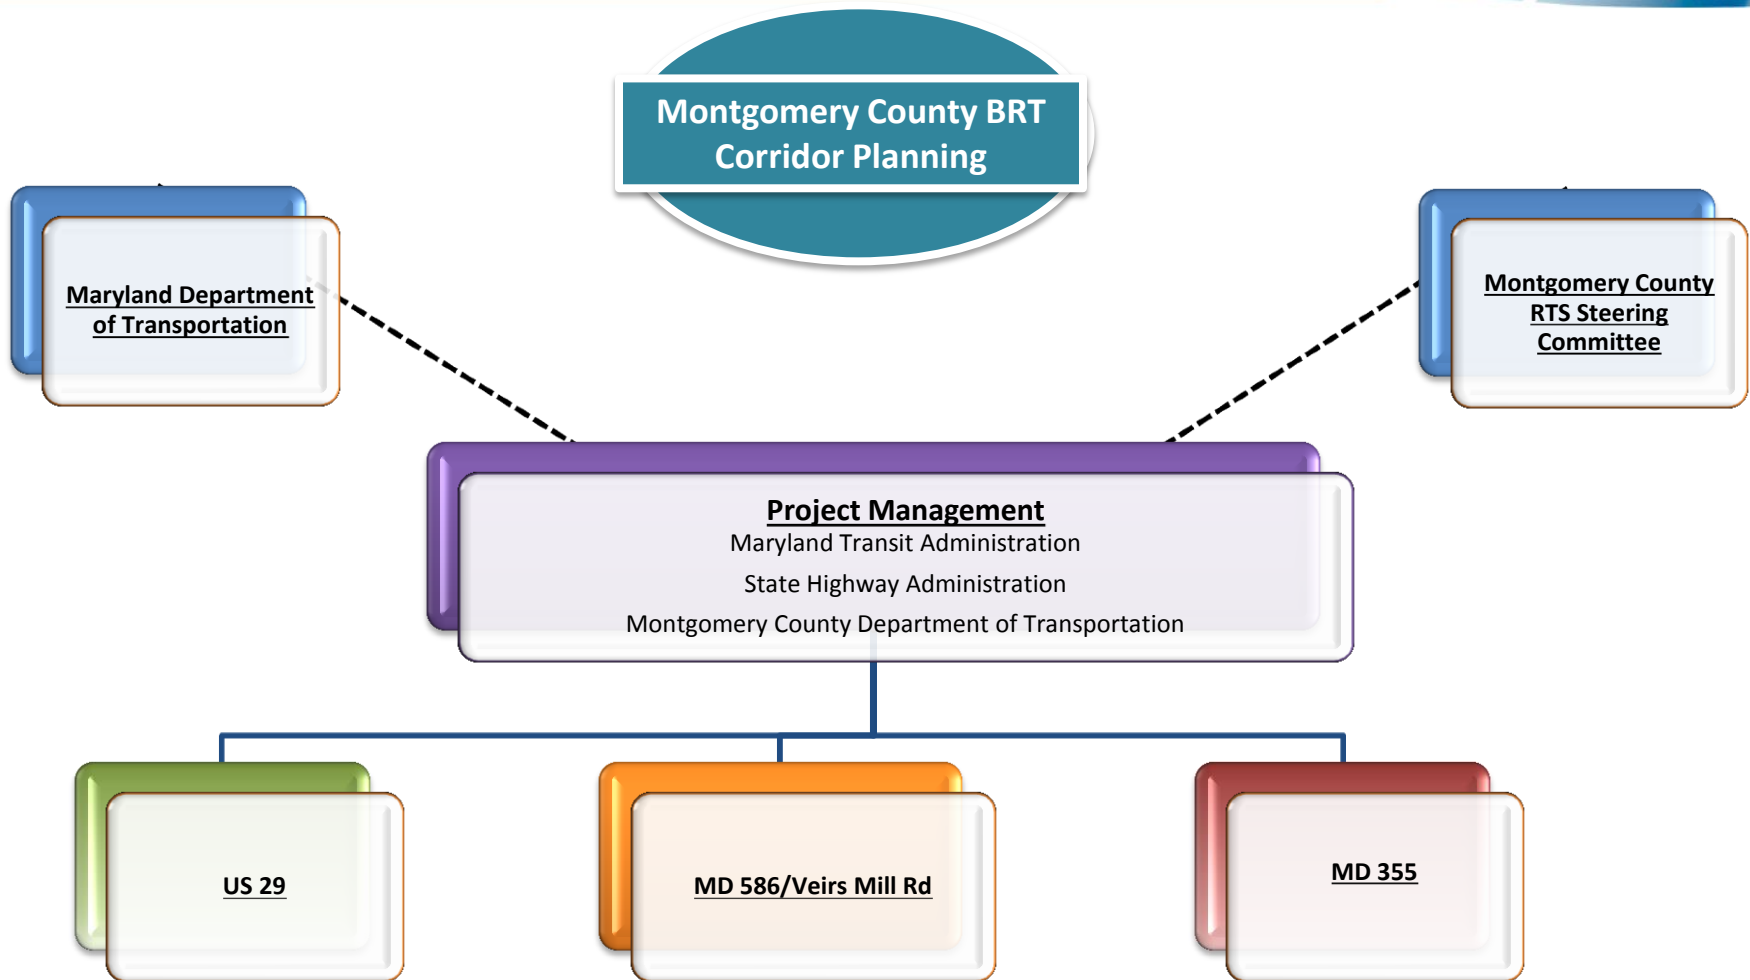 Montgomery County BRT
Corridor Planning
Maryland Department
of Transportation
Montgomery County
RTS Steering
Committee
Project Management
Maryland Transit Administration
State Highway Administration
Montgomery County Department of Transportation
US 29
MD 586/Veirs Mill Rd
MD 355